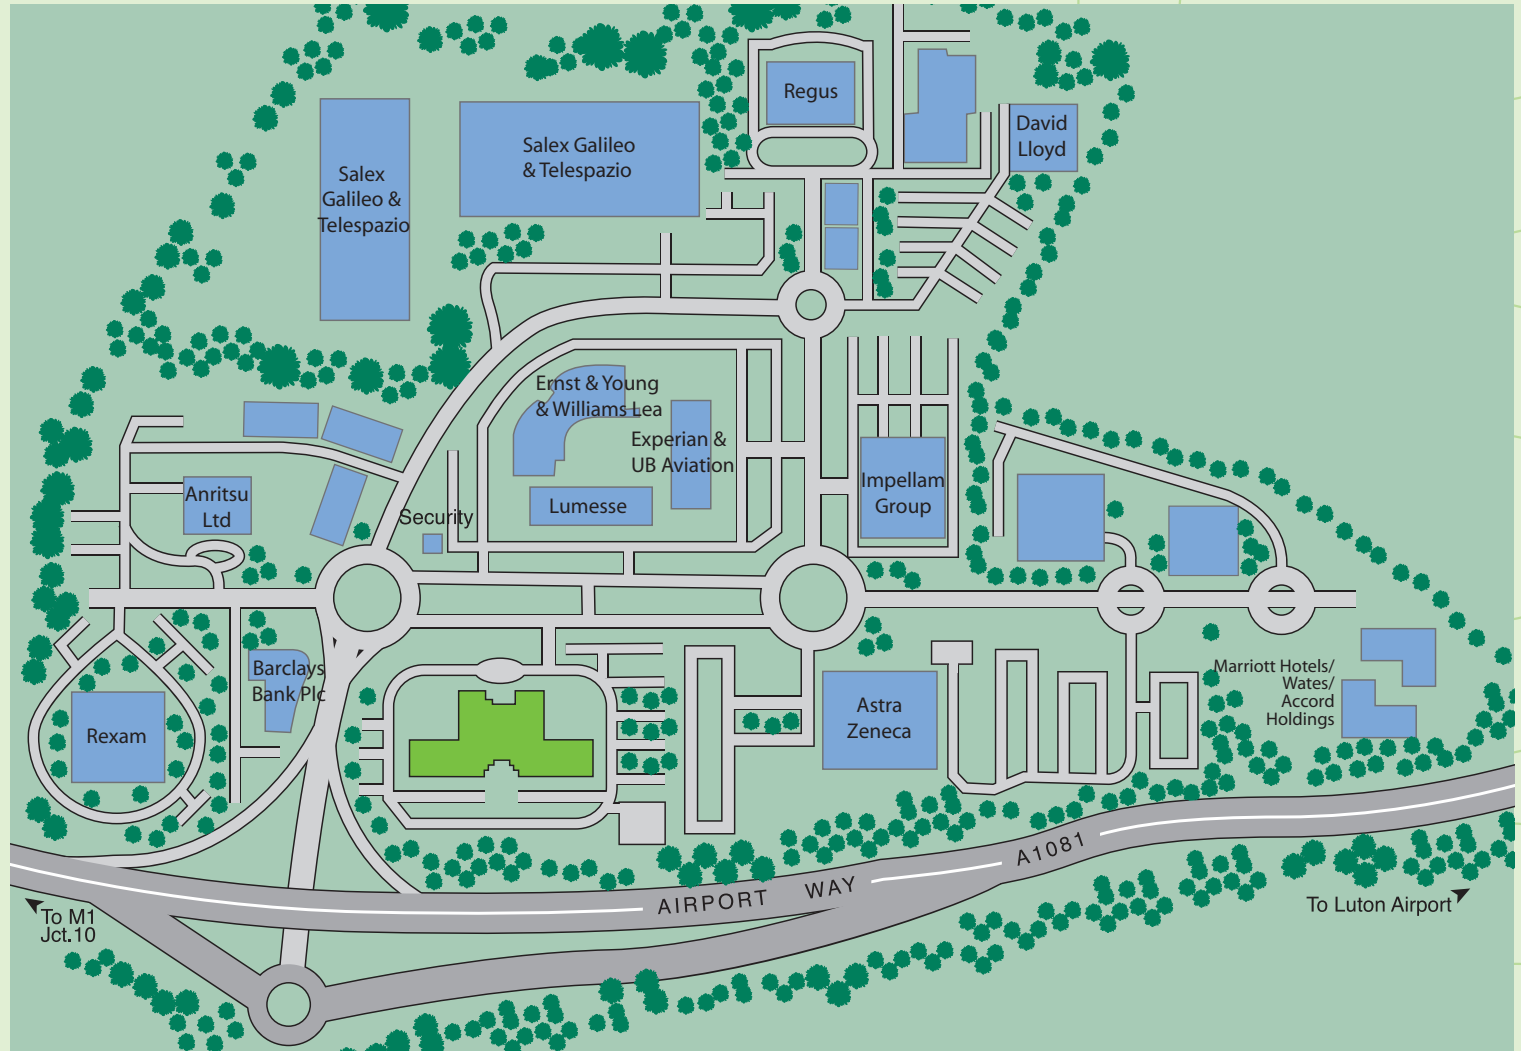 Regus
David
Lloyd
Salex Galileo
& Telespazio
Salex
Galileo &
Telespazio
Ernst & Young
& Williams Lea
Experian &
UB Aviation
Impellam
Group
Anritsu
Ltd
Lumesse
Security
Barclays
Bank Plc
Marriott Hotels/
Wates/
Accord
Holdings
Astra
Zeneca
Rexam
A1081
AIRPORT WAY
To M1
Jct.10
To Luton Airport